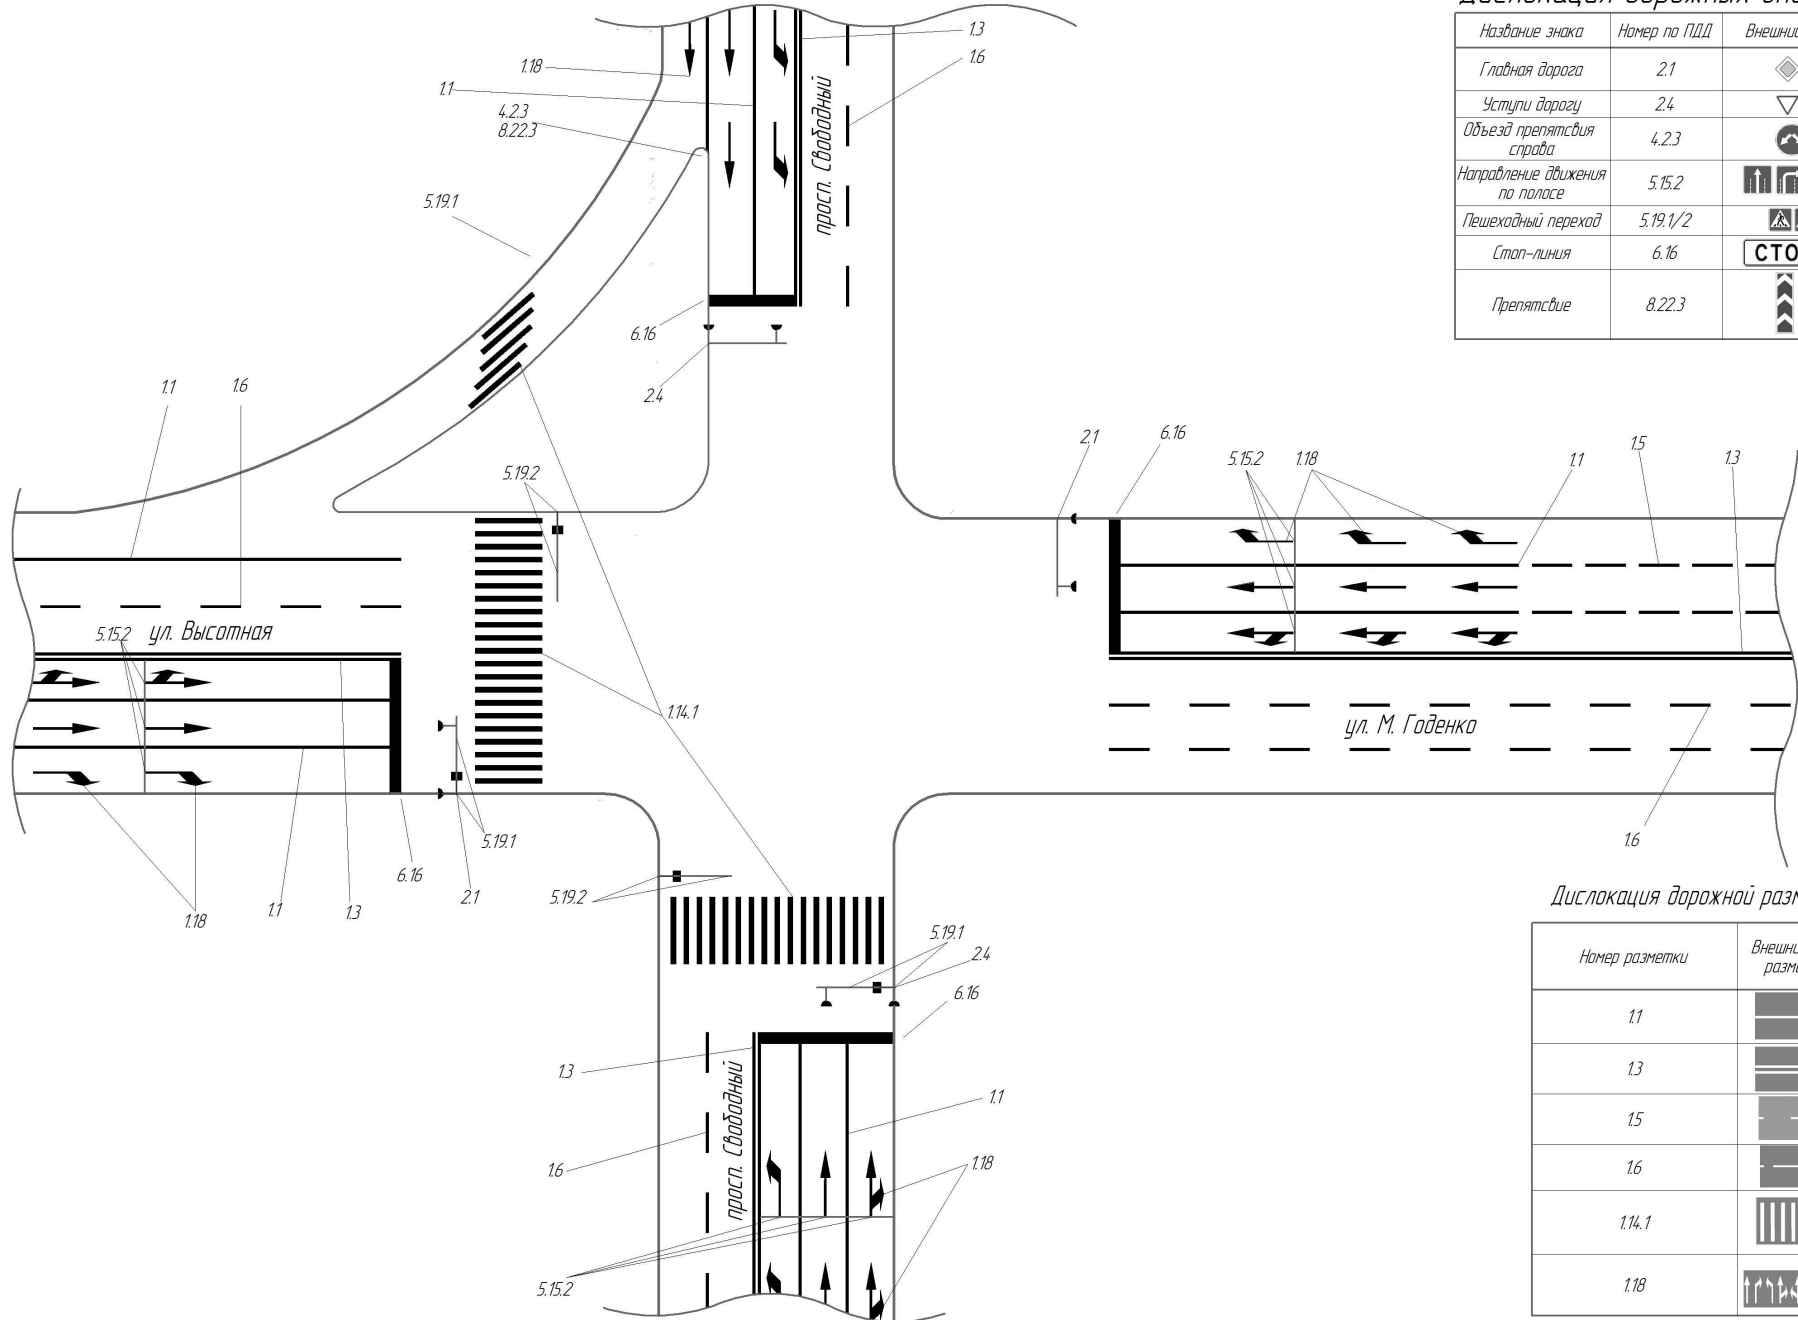 Название знака
Номер по ПДД
Главная дорога
2.1
Уступи дорогу
2.4
Объезд препятсвия
справа
4.2.3
Направление движения
по полосе
5.15.2
Пешеходный переход
5.19.1/2
Стоп-линия
6.16
СТО
Препятсвие
8.22.3
1.3
1.6
1.18
1.1
4.2.3
8.22.3
просп. Свободный
5.19.1
6.16
2.4
1.1
1.6
5.19.2
2.1
6.16
5.15.2
1.18
1.1
1.5
1.3
5.15.2
ул. Высотная
1.14.1
ул. М. Годенко
1.6
5.19.1
6.16
2.1
1.18
1.1
1.3
5.19.2
5.19.1
2.4
6.16
1.3
просп. Свободный
1.1
1.6
1.18
5.15.2
Дислокация дорожной разм
Номер разметки
1.1
1.3
1.5
1.6
1.14.1
1.18